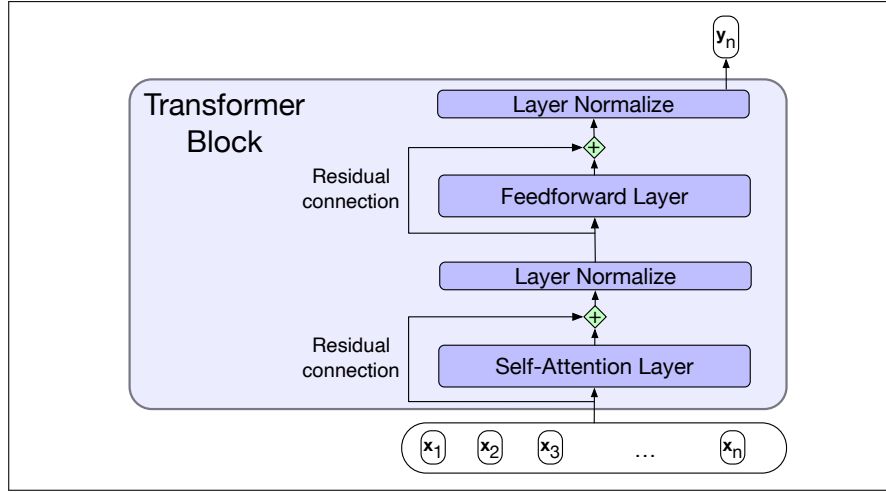 yn
Transformer
Block
Layer Normalize
+
Residual
connection
Feedforward Layer
Layer Normalize
+
Residual
connection
Self-Attention Layer
x1 x2 x3 ... xn